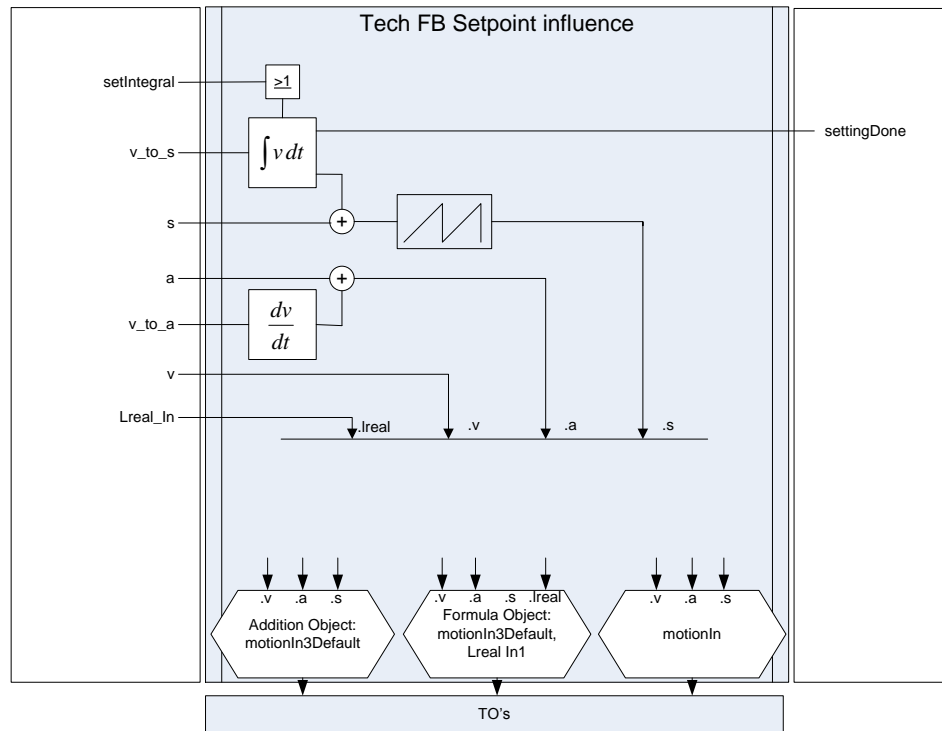 Tech FB Setpoint influence
setIntegral
≥1
settingDone
v_to_s
∫v dt
+
s
a
+
v_to_a
dv
dt
v
Lreal_In
.lreal .v .a .s
.v .a .s
.v .a .s .lreal
.v .a .s
Addition Object:
motionIn3Default
Formula Object:
motionIn3Default,
Lreal In1
motionIn
TO's